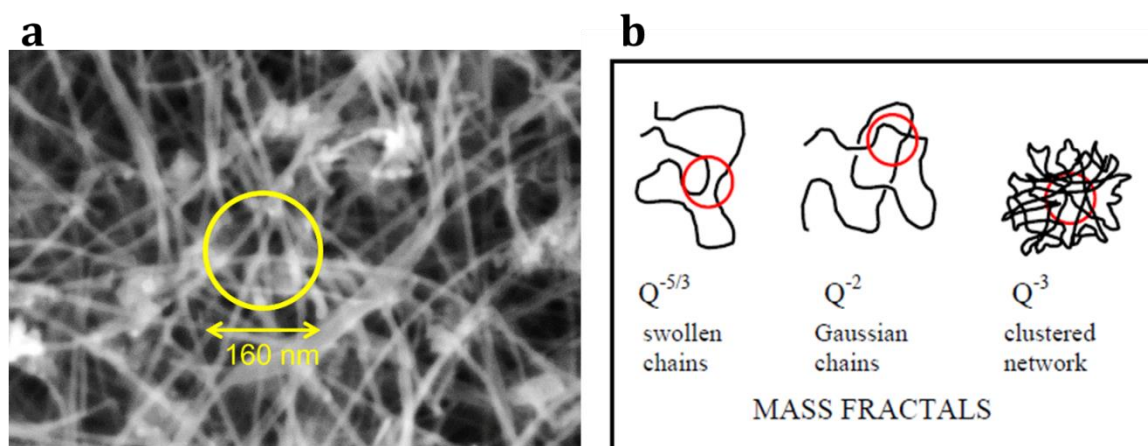 a
160 nm
b
Q-5/3
Q-2
Q-3
swollen
chains
Gaussian
chains
clustered
network
MASS FRACTALS